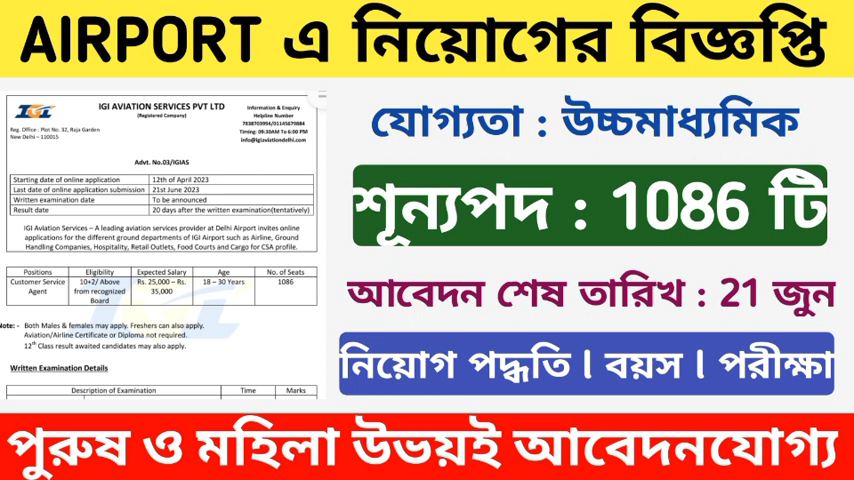 AIRPORT এ নিয়োগের বিজ্ঞপ্তি
IGI
IGI AVIATION SERVICES PVT LTD
(Registered Company)
Reg. Office : Plot No. 32, Raja Garden
New Delhi – 110015
Information & Enquiry
Helpline Number
7838703994/01145879884
Timing: 09:30AM To 6:00 PM
info@igiaviationdelhi.com
Advt. No.03/IGIAS
Starting date of online application 12th of April 2023
Last date of online application submission 21st June 2023
Written examination date To be announced
Result date 20 days after the written examination(tentatively)
IGI Aviation Services – A leading aviation services provider at Delhi Airport invites online
applications for the different ground departments of IGI Airport such as Airline, Ground
Handling Companies, Hospitality, Retail Outlets, Food Courts and Cargo for CSA profile.
Positions Eligibility Expected Salary Age No. of Seats
Customer Service 10+2/ Above Rs. 25,000 – Rs. 18 – 30 Years 1086
Agent from recognized 35,000
Board
Note: - Both Males & females may apply. Freshers can also apply.
Aviation/Airline Certificate or Diploma not required.
12th Class result awaited candidates may also apply.
Written Examination Details
Description of Examination Time Marks
যোগ্যতা : উচ্চমাধ্যমিক
শূন্যপদ : 1086 টি
আবেদন শেষ তারিখ : 21 জুন
নিয়োগ পদ্ধতি l বয়স l পরীক্ষা
পুরুষ ও মহিলা উভয়ই আবেদনযোগ্য